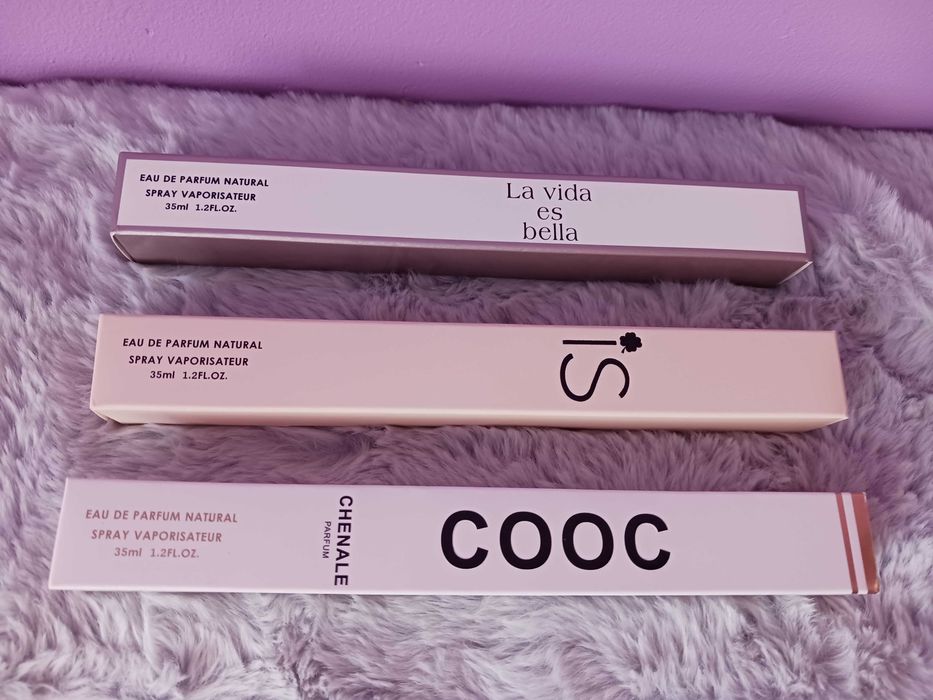 EAU DE PARFUM NATURAL
SPRAY VAPORISATEUR
35ml 1.2FL.OZ.
La vida
es
bella
EAU DE PARFUM NATURAL
SPRAY VAPORISATEUR
35ml 1.2FL.OZ.
iS
EAU DE PARFUM NATURAL
SPRAY VAPORISATEUR
35ml 1.2FL.OZ.
CHENALE
PARFUM
COOC